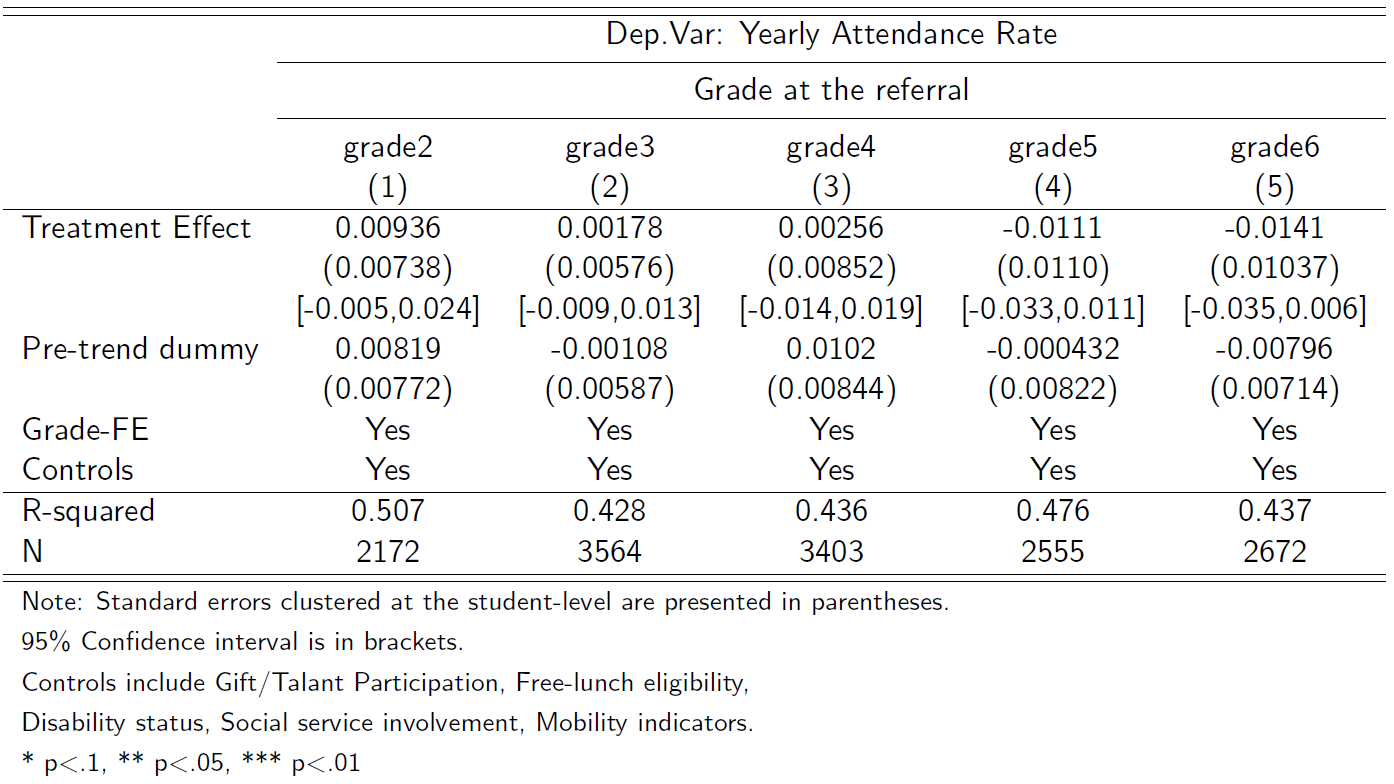 Dep.Var: Yearly Attendance Rate
Grade at the referral
grade2 grade3 grade4 grade5 grade6
(1) (2) (3) (4) (5)
Treatment Effect 0.00936 0.00178 0.00256 -0.0111 -0.0141
(0.00738) (0.00576) (0.00852) (0.0110) (0.01037)
[-0.005,0.024] [-0.009,0.013] [-0.014,0.019] [-0.033,0.011] [-0.035,0.006]
Pre-trend dummy 0.00819 -0.00108 0.0102 -0.000432 -0.00796
(0.00772) (0.00587) (0.00844) (0.00822) (0.00714)
Grade-FE Yes Yes Yes Yes Yes
Controls Yes Yes Yes Yes Yes
R-squared 0.507 0.428 0.436 0.476 0.437
N 2172 3564 3403 2555 2672
Note: Standard errors clustered at the student-level are presented in parentheses.
95% Confidence interval is in brackets.
Controls include Gift/Talant Participation, Free-lunch eligibility,
Disability status, Social service involvement, Mobility indicators.
* p<.1, ** p<.05, *** p<.01